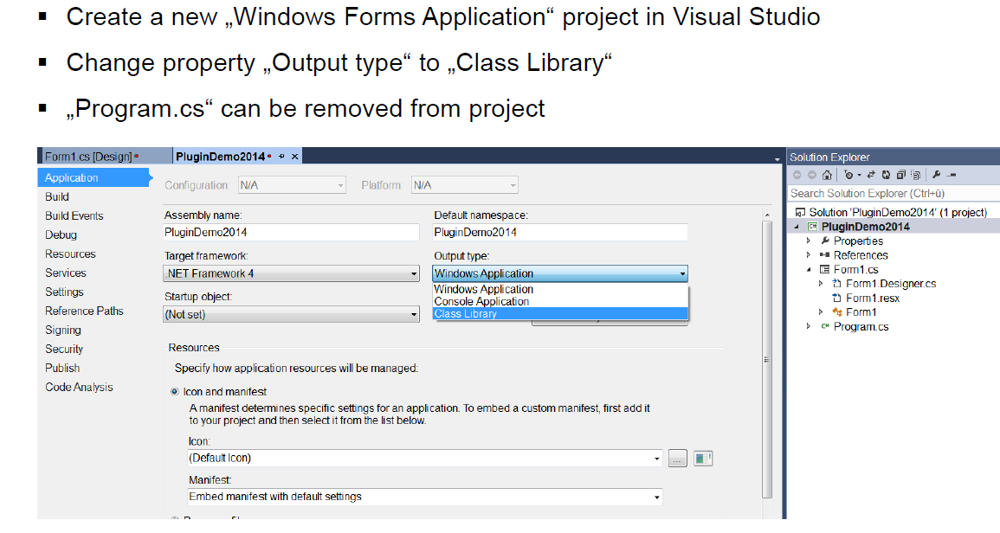 Create a new „Windows Forms Application“ project in Visual Studio
Change property „Output type“ to „Class Library“
„Program.cs“ can be removed from project
Form1.cs [Design]
PluginDemo2014
Application
Build
Build Events
Debug
Resources
Services
Settings
Reference Paths
Signing
Security
Publish
Code Analysis
Configuration: N/A Platform: N/A
Assembly name: Default namespace:
PluginDemo2014 PluginDemo2014
Target framework: Output type:
.NET Framework 4 Windows Application
Windows Application
Console Application
Class Library
Startup object:
(Not set)
Resources
Specify how application resources will be managed:
Icon and manifest
A manifest determines specific settings for an application. To embed a custom manifest, first add it
to your project and then select it from the list below.
Icon:
(Default Icon)
...
Manifest:
Embed manifest with default settings
Solution Explorer
Search Solution Explorer (Ctrl+ü)
Solution 'PluginDemo2014' (1 project)
C# PluginDemo2014
Properties
References
Form1.cs
Form1.Designer.cs
Form1.resx
Form1
C# Program.cs